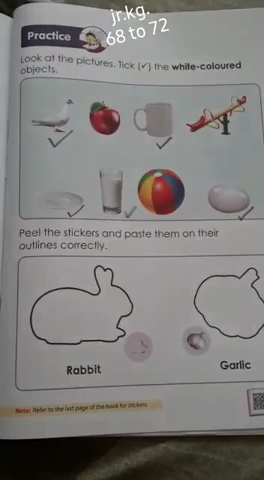 jr.kg.
68 to 72
Practice
Look at the pictures. Tick (✓) the white-coloured
objects.
Peel the stickers and paste them on their
outlines correctly.
Rabbit
Garlic
Note: Refer to the last page of the book for stickers.